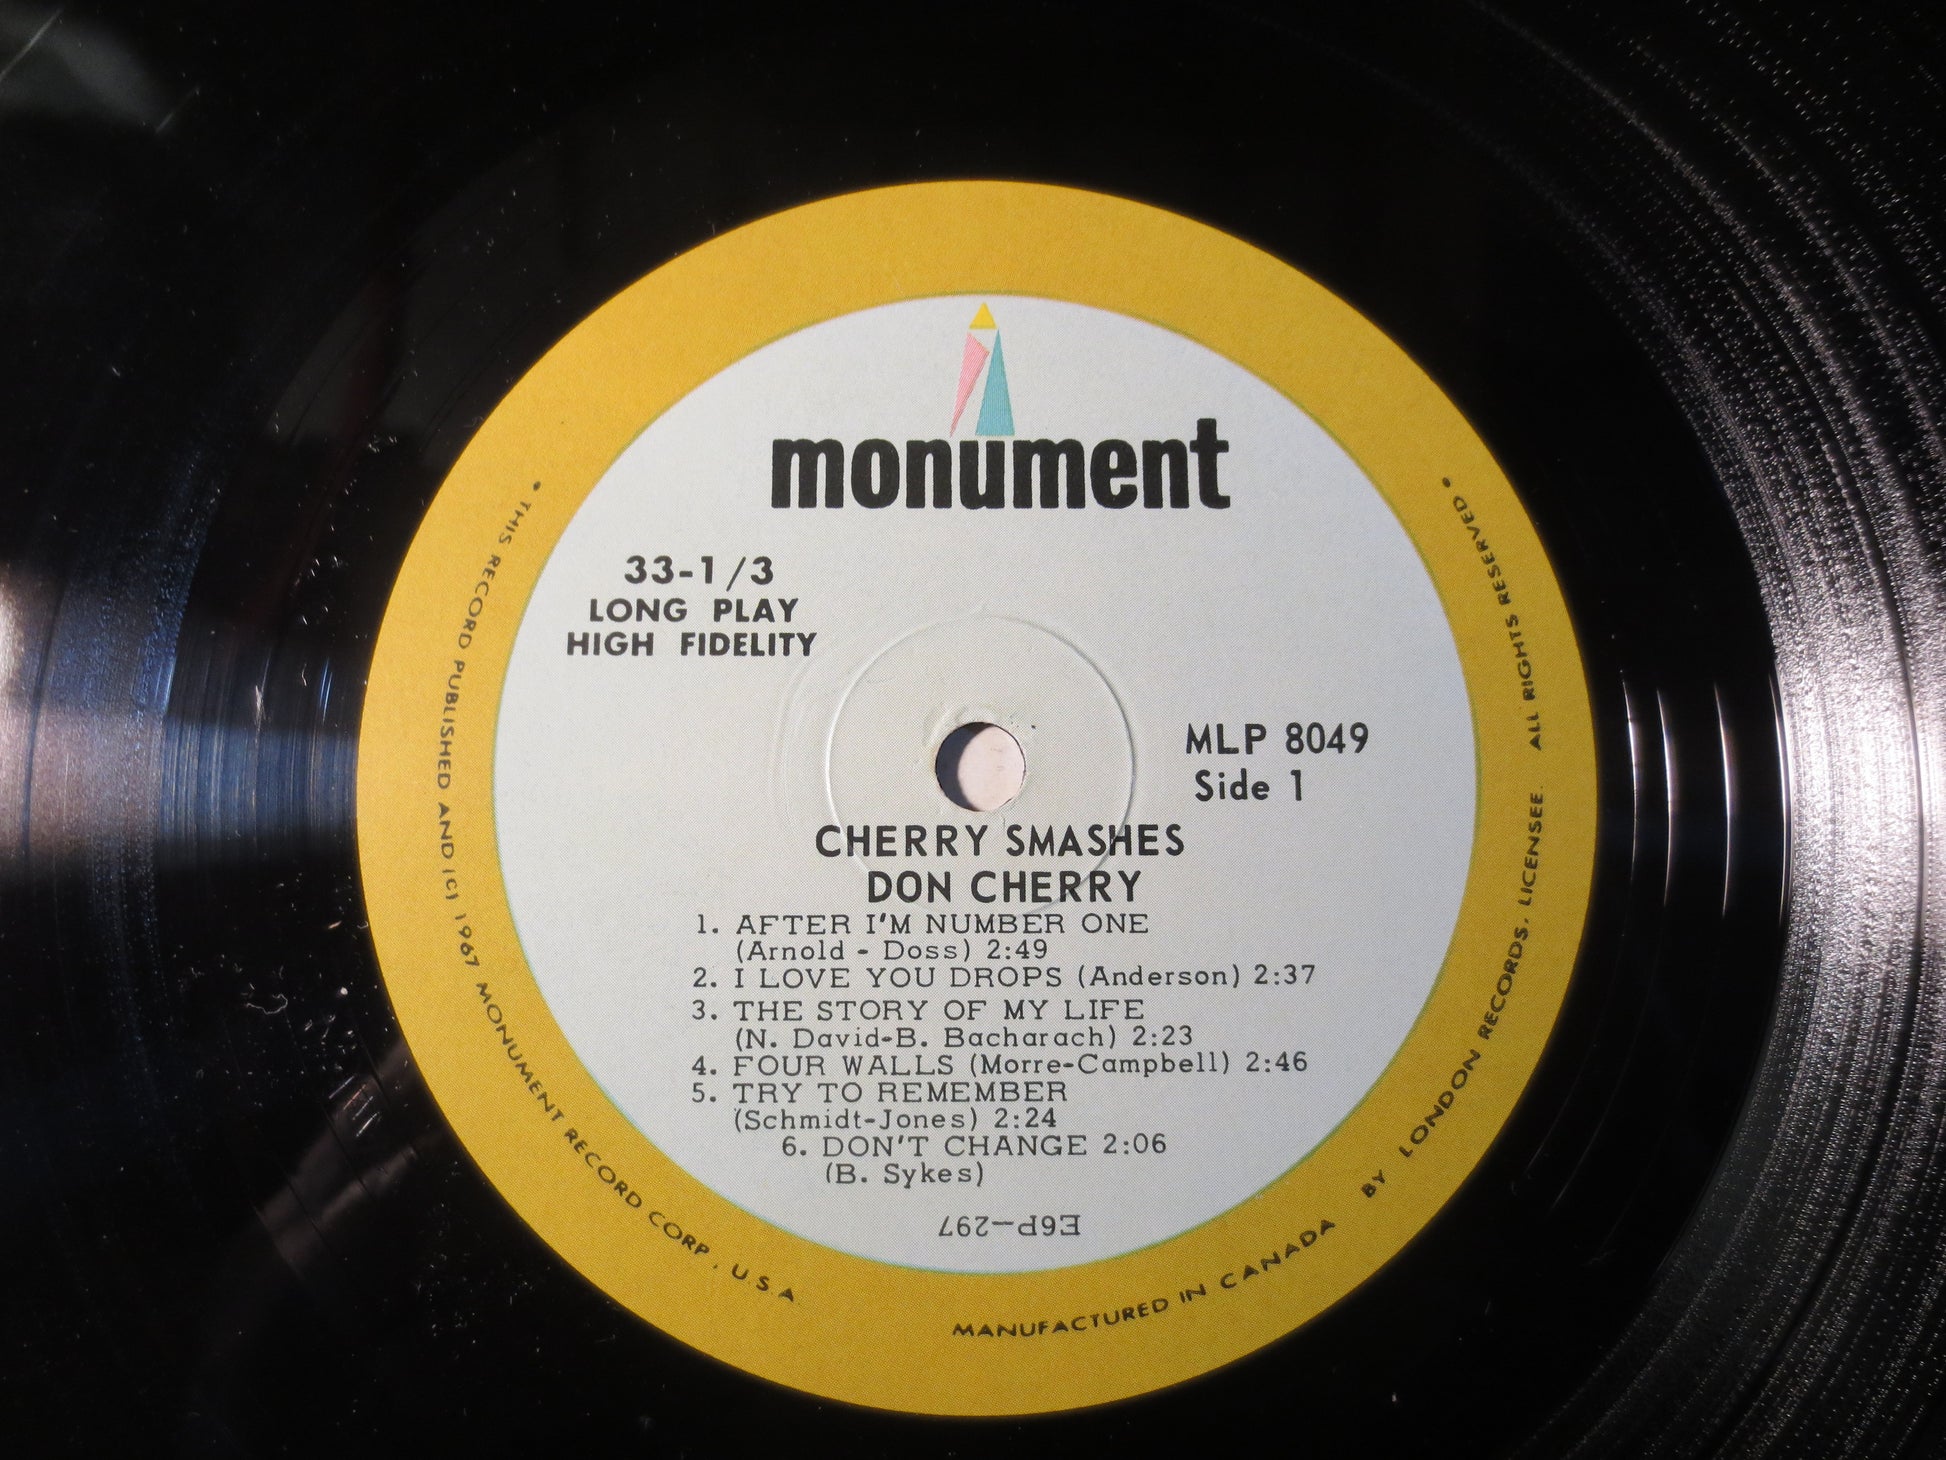 monument
33-1/3
LONG PLAY
HIGH FIDELITY
MLP 8049
Side 1
CHERRY SMASHES
DON CHERRY
1. AFTER I'M NUMBER ONE
(Arnold - Doss) 2:49
2. I LOVE YOU DROPS (Anderson) 2:37
3. THE STORY OF MY LIFE
(N. David-B. Bacharach) 2:23
4. FOUR WALLS (Morre-Campbell) 2:46
5. TRY TO REMEMBER
(Schmidt-Jones) 2:24
6. DON'T CHANGE 2:06
(B. Sykes)
E6P-297
• THIS RECORD PUBLISHED AND (C) 1967 MONUMENT RECORD CORP., U.S.A. MANUFACTURED IN CANADA BY LONDON RECORDS, LICENSEE. ALL RIGHTS RESERVED •